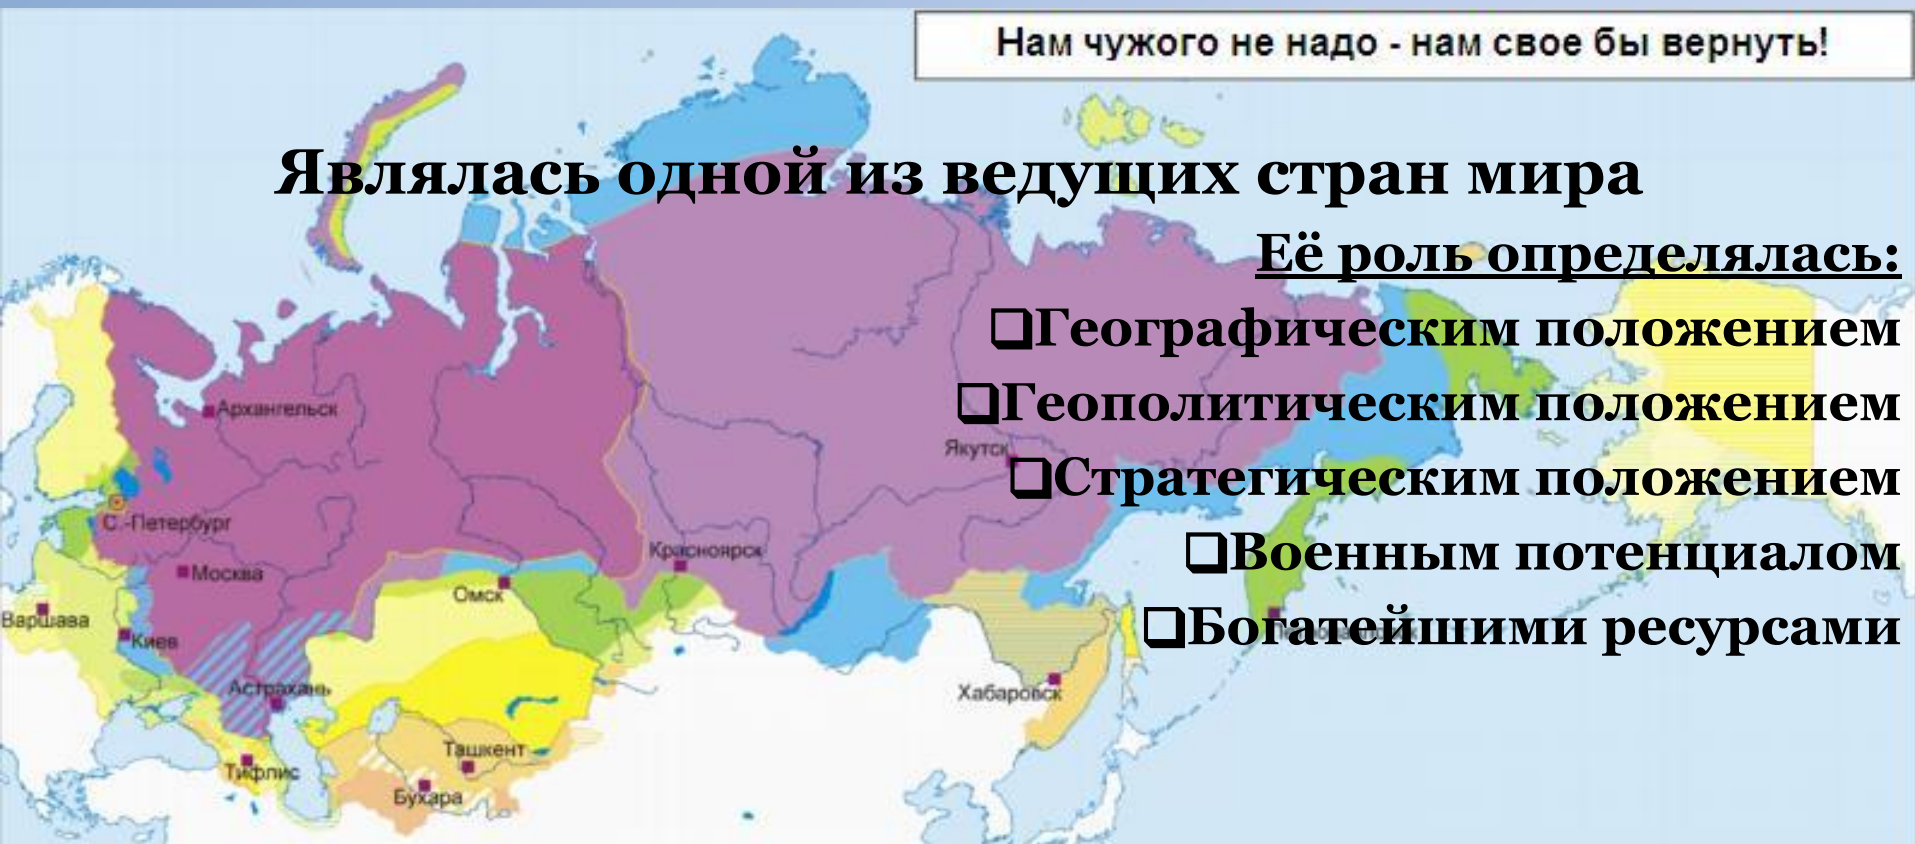 Нам чужого не надо - нам свое бы вернуть!
Являлась одной из ведущих стран мира
Её роль определялась:
❑Географическим положением
❑Геополитическим положением
❑Стратегическим положением
❑Военным потенциалом
❑Богатейшими ресурсами
Архангельск
Якутск
С.-Петербург
Красноярск
Москва
Омск
Варшава
Киев
Астрахань
Хабаровск
Ташкент
Тифлис
Бухара